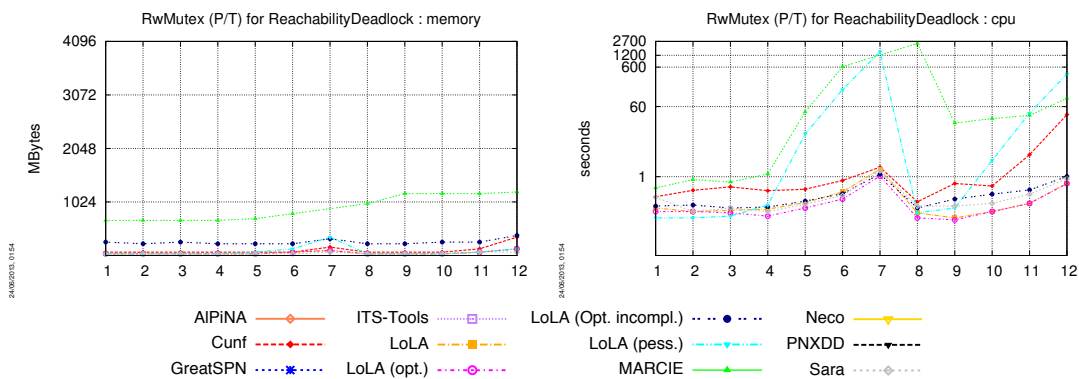 RwMutex (P/T) for ReachabilityDeadlock : memory
4096
3072
2048
1024
MBytes
1 2 3 4 5 6 7 8 9 10 11 12
24/06/2013, 01:54
RwMutex (P/T) for ReachabilityDeadlock : cpu
2700
1200
600
60
1
seconds
1 2 3 4 5 6 7 8 9 10 11 12
24/06/2013, 01:54
AlPiNA
Cunf
GreatSPN
ITS-Tools
LoLA
LoLA (opt.)
LoLA (Opt. incompl.)
LoLA (pess.)
MARCIE
Neco
PNXDD
Sara